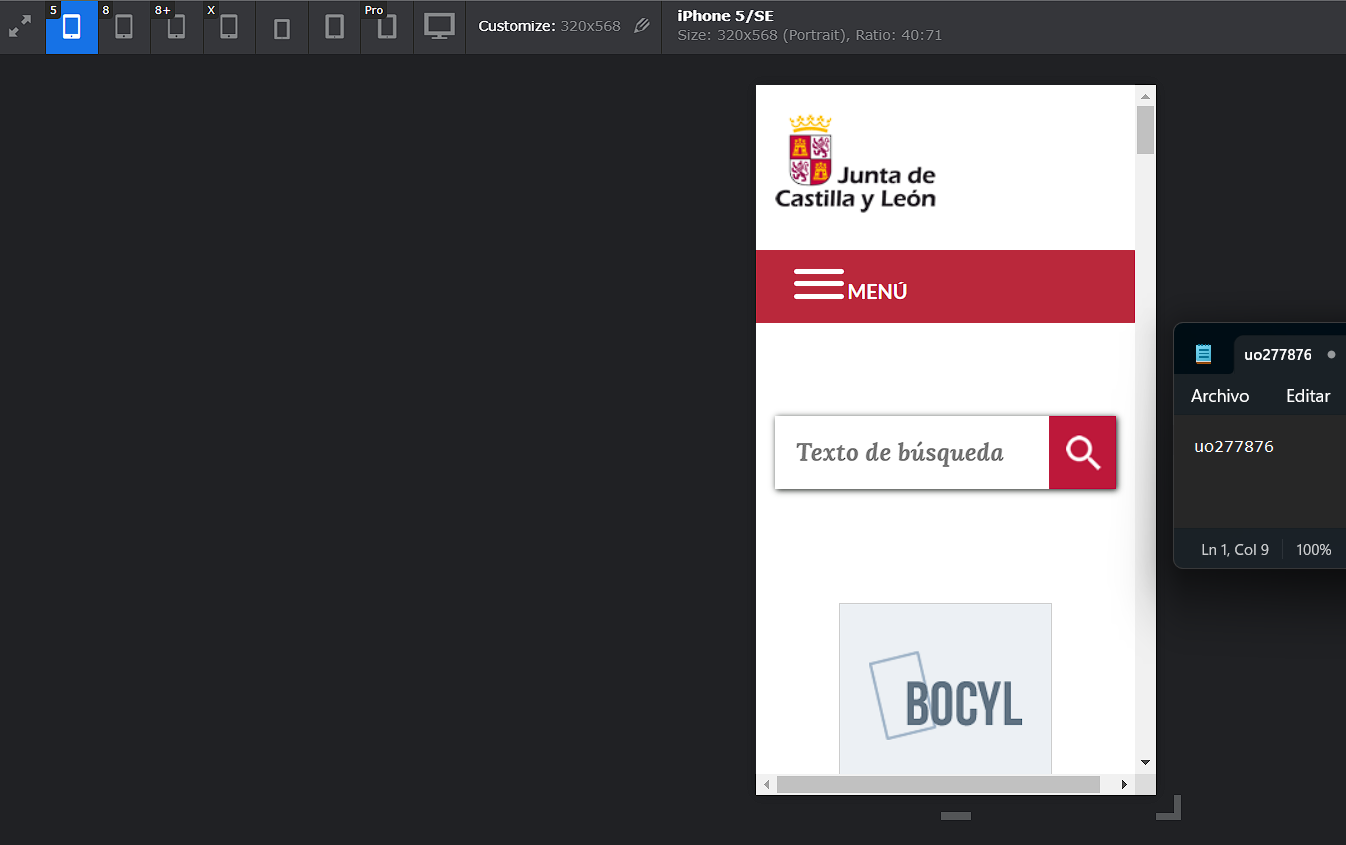 5
8
8+
X
Pro
Customize: 320x568
iPhone 5/SE
Size: 320x568 (Portrait), Ratio: 40:71
Junta de
Castilla y León
MENÚ
Texto de búsqueda
BOCYL
uo277876
Archivo Editar
uo277876
Ln 1, Col 9 100%